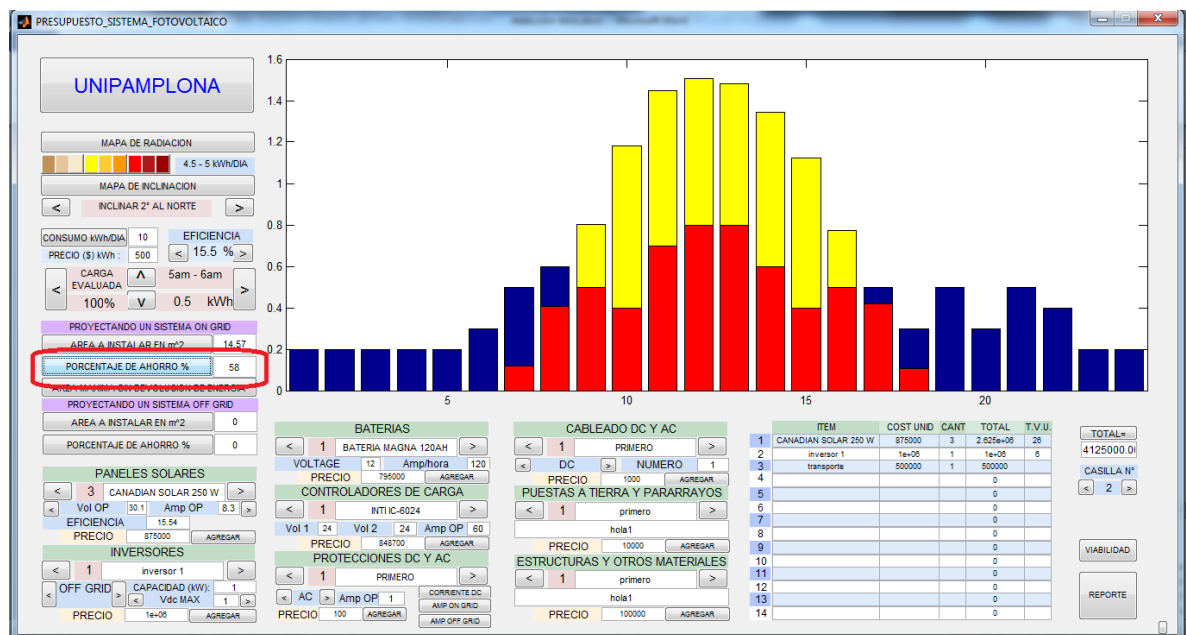 PRESUPUESTO_SISTEMA_FOTOVOLTAICO
UNIPAMPLONA
MAPA DE RADIACION
4.5 - 5 kWh/DIA
MAPA DE INCLINACION
< INCLINAR 2° AL NORTE >
CONSUMO kWh/DIA 10 EFICIENCIA
PRECIO ($) kWh : 500 < 15.5 % >
CARGA EVALUADA ^ 5am - 6am
< 100% V 0.5 kWh >
PROYECTANDO UN SISTEMA ON GRID
AREA A INSTALAR EN m^2 14.57
PORCENTAJE DE AHORRO % 58
AREA MAXIMA SIN DEVOLUCION DE ENERGIA
PROYECTANDO UN SISTEMA OFF GRID
AREA A INSTALAR EN m^2 0
PORCENTAJE DE AHORRO % 0
PANELES SOLARES
< 3 CANADIAN SOLAR 250 W >
< Vol OP 30.1 Amp OP 8.3 >
EFICIENCIA 15.54
PRECIO 875000 AGREGAR
INVERSORES
< 1 inversor 1 >
< OFF GRID > CAPACIDAD (kW): 1
< Vdc MAX 1 >
PRECIO 1e+06 AGREGAR
1.6
1.4
1.2
1
0.8
0.6
0.4
0.2
0
5 10 15 20
BATERIAS
< 1 BATERIA MAGNA 120AH >
VOLTAGE 12 Amp/hora 120
PRECIO 795000 AGREGAR
CONTROLADORES DE CARGA
< 1 INTI IC-6024 >
Vol 1 24 Vol 2 24 Amp OP 60
PRECIO 848700 AGREGAR
PROTECCIONES DC Y AC
< 1 PRIMERO >
< AC > Amp OP 1 CORRIENTE DC
AMP ON GRID
PRECIO 100 AGREGAR AMP OFF GRID
CABLEADO DC Y AC
< 1 PRIMERO >
< DC > NUMERO 1
PRECIO 1000 AGREGAR
PUESTAS A TIERRA Y PARARRAYOS
< 1 primero >
hola1
PRECIO 10000 AGREGAR
ESTRUCTURAS Y OTROS MATERIALES
< 1 primero >
hola1
PRECIO 100000 AGREGAR
ITEM COST UNID CANT TOTAL T.V.U.
1 CANADIAN SOLAR 250 W 875000 3 2.625e+06 26
2 inversor 1 1e+06 1 1e+06 6
3 transporte 500000 1 500000
4 0
5 0
6 0
7 0
8 0
9 0
10 0
11 0
12 0
13 0
14 0
TOTAL=
4125000.0
CASILLA N°
< 2 >
VIABILIDAD
REPORTE